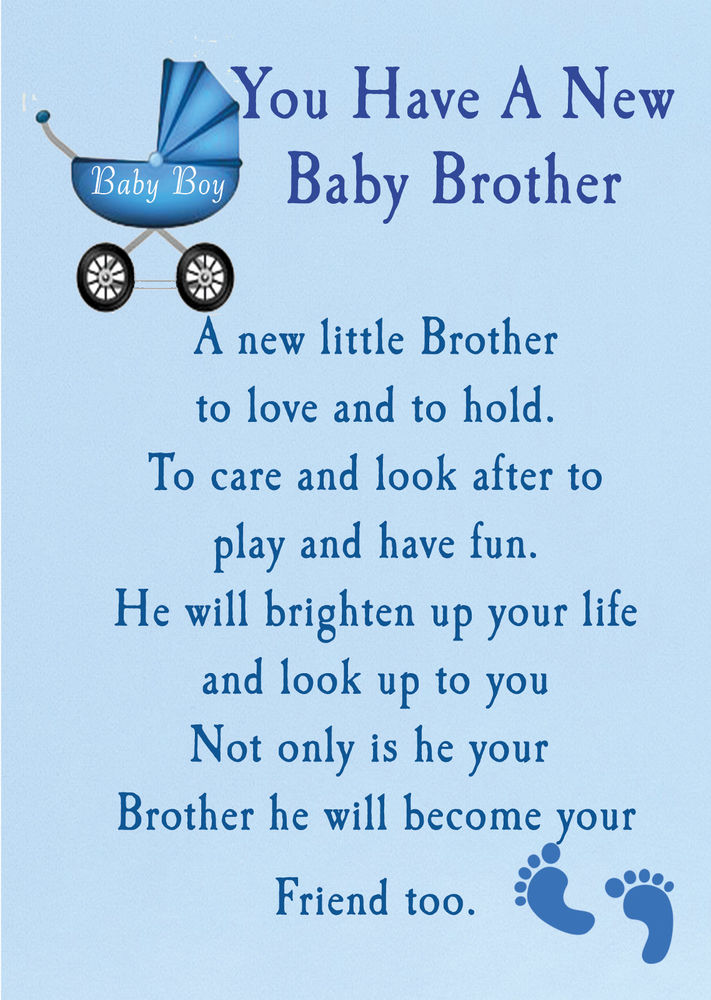 You Have A New
Baby Brother
Baby Boy
A new little Brother
to love and to hold.
To care and look after to
play and have fun.
He will brighten up your life
and look up to you
Not only is he your
Brother he will become your
Friend too.